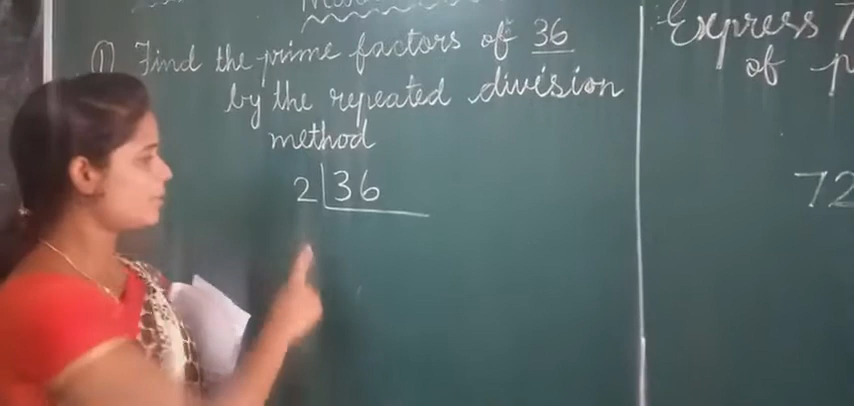 ① Find the prime factors of 36
by the repeated division
method
2 36
Express
of
72